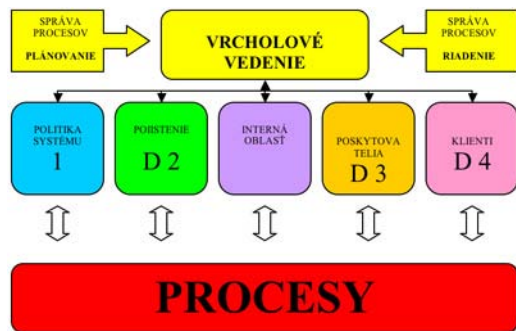 SPRÁVA
PROCESOV
PLÁNOVANIE
VRCHOLOVÉ
VEDENIE
SPRÁVA
PROCESOV
RIADENIE
POLITIKA
SYSTÉMU
1
POJISTENIE
D 2
INTERNÁ
OBLASŤ
POSKYTOVA
TELIA
D 3
KLIENTI
D 4
PROCESY